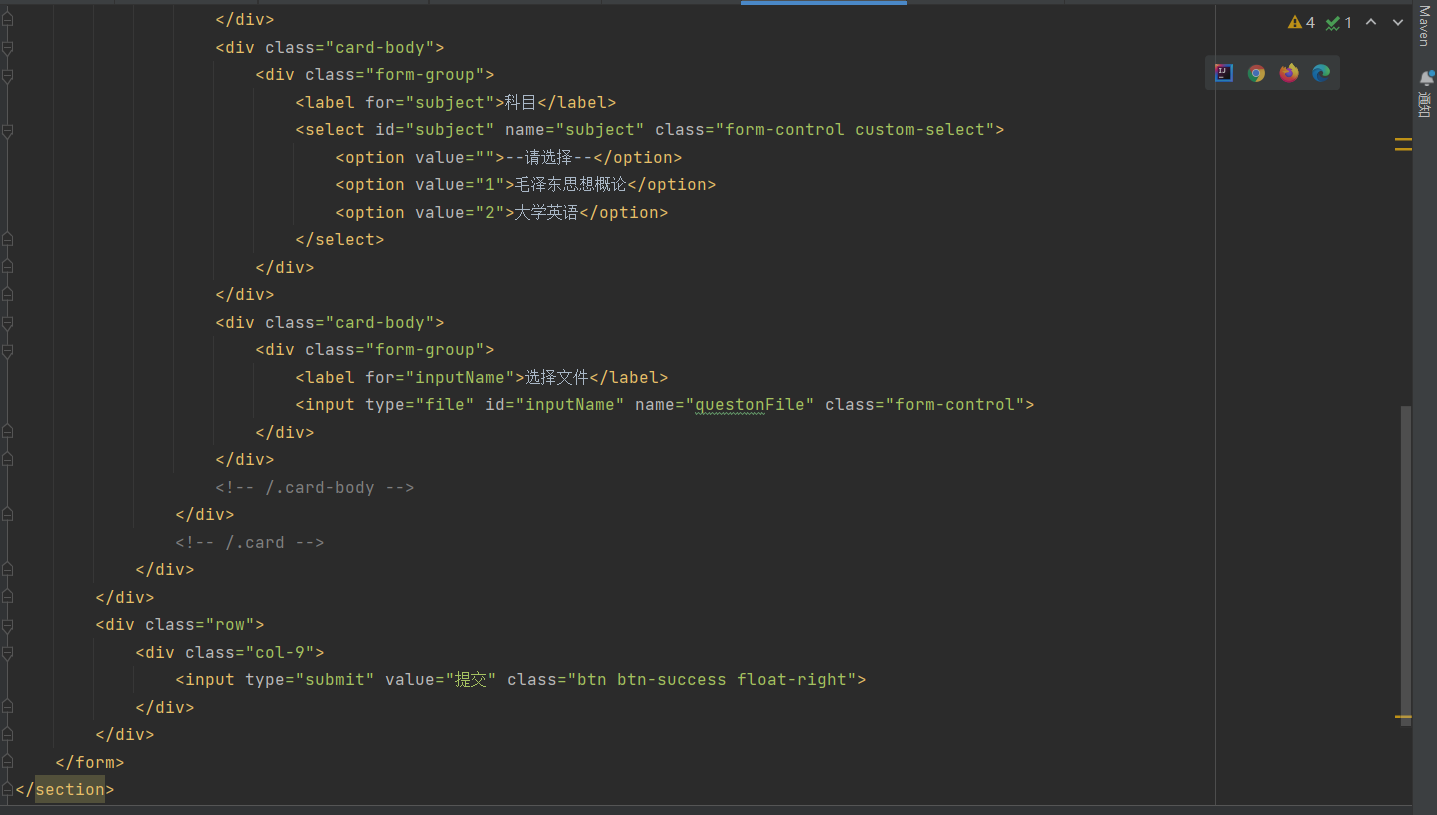 </div>
<div class="card-body">
<div class="form-group">
<label for="subject">科目</label>
<select id="subject" name="subject" class="form-control custom-select">
<option value="">--请选择--</option>
<option value="1">毛泽东思想概论</option>
<option value="2">大学英语</option>
</select>
</div>
</div>
<div class="card-body">
<div class="form-group">
<label for="inputName">选择文件</label>
<input type="file" id="inputName" name="questonFile" class="form-control">
</div>
</div>
<!-- /.card-body -->
</div>
<!-- /.card -->
</div>
</div>
<div class="row">
<div class="col-9">
<input type="submit" value="提交" class="btn btn-success float-right">
</div>
</div>
</form>
</section>
4 1
Maven
通知